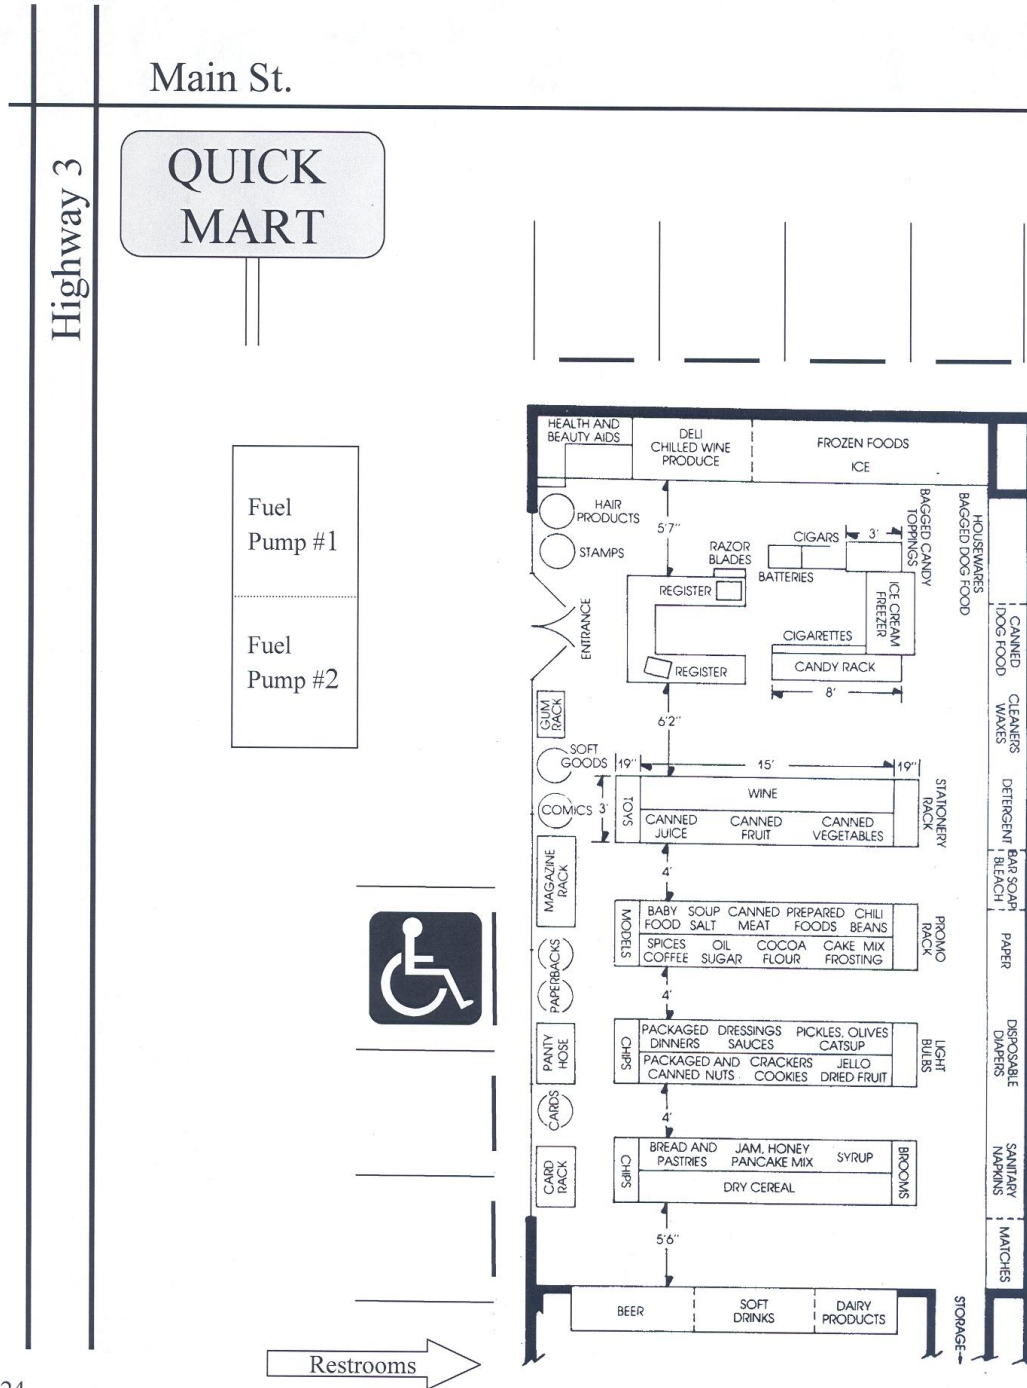 Main St.
Highway 3
QUICK
MART
HEALTH AND
BEAUTY AIDS
DELI
CHILLED WINE
PRODUCE
FROZEN FOODS
ICE
Fuel
Pump #1
Fuel
Pump #2
HAIR
PRODUCTS
STAMPS
5'7"
RAZOR
BLADES
CIGARS
3'
BATTERIES
BAGGED CANDY
TOPPINGS
HOUSEWARES
BAGGED DOG FOOD
REGISTER
ICE CREAM
FREEZER
ENTRANCE
CIGARETTES
CANDY RACK
REGISTER
8'
CANNED
DOG FOOD
CLEANERS
WAXES
GUM
RACK
6'2"
SOFT
GOODS
19"
15'
19"
COMICS
3'
TOYS
WINE
CANNED
JUICE
CANNED
FRUIT
CANNED
VEGETABLES
STATIONERY
RACK
DETERGENT
BAR SOAP
BLEACH
MAGAZINE
RACK
4'
MODELS
BABY
FOOD
SOUP
SALT
CANNED
MEAT
PREPARED
FOODS
CHILI
BEANS
SPICES
COFFEE
OIL
SUGAR
COCOA
FLOUR
CAKE MIX
FROSTING
PROMO
RACK
PAPER
PAPERBACKS
4'
PANTY
HOSE
CHIPS
PACKAGED
DINNERS
DRESSINGS
SAUCES
PICKLES, OLIVES
CATSUP
PACKAGED AND
CANNED NUTS
CRACKERS
COOKIES
JELLO
DRIED FRUIT
LIGHT
BULBS
DISPOSABLE
DIAPERS
CARDS
4'
CARD
RACK
CHIPS
BREAD AND
PASTRIES
JAM, HONEY
PANCAKE MIX
SYRUP
DRY CEREAL
BROOMS
SANITARY
NAPKINS
5'6"
MATCHES
BEER
SOFT
DRINKS
DAIRY
PRODUCTS
STORAGE
Restrooms